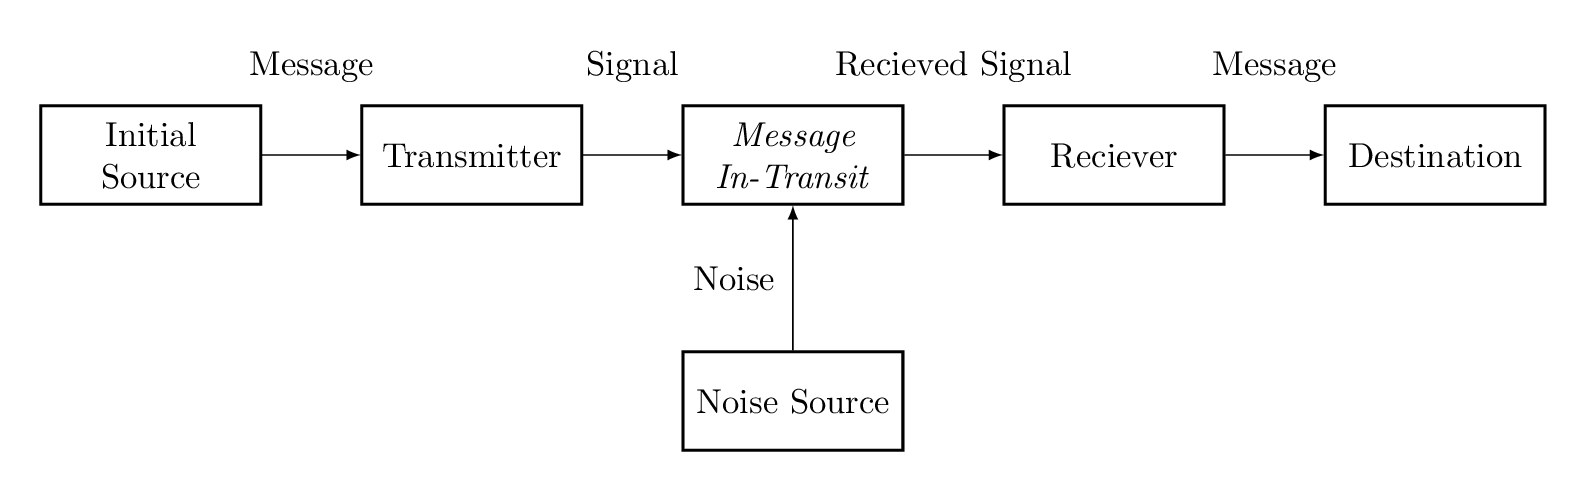 Message
Signal
Recieved Signal
Message
Initial
Source
Transmitter
Message
In-Transit
Reciever
Destination
Noise
Noise Source